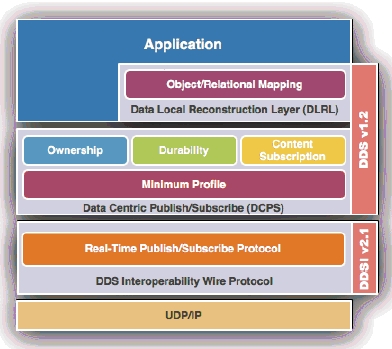 Application
Object/Relational Mapping
Data Local Reconstruction Layer (DLRL)
DDS v1.2
Ownership
Durability
Content
Subscription
Minimum Profile
Data Centric Publish/Subscribe (DCPS)
Real-Time Publish/Subscribe Protocol
DDSI v2.1
DDS Interoperability Wire Protocol
UDP/IP